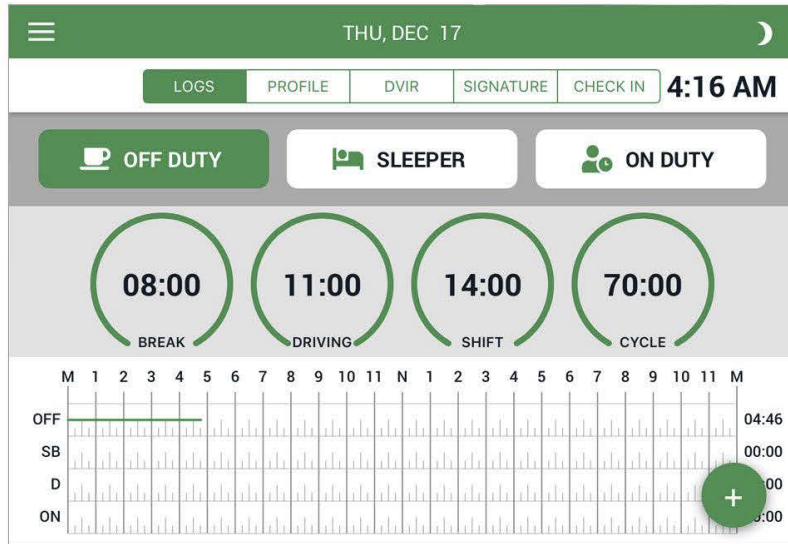 THU, DEC 17
LOGS PROFILE DVIR SIGNATURE CHECK IN 4:16 AM
OFF DUTY SLEEPER ON DUTY
08:00 11:00 14:00 70:00
BREAK DRIVING SHIFT CYCLE
M 1 2 3 4 5 6 7 8 9 10 11 N 1 2 3 4 5 6 7 8 9 10 11 M
OFF 04:46
SB 00:00
D :00
ON :00
+